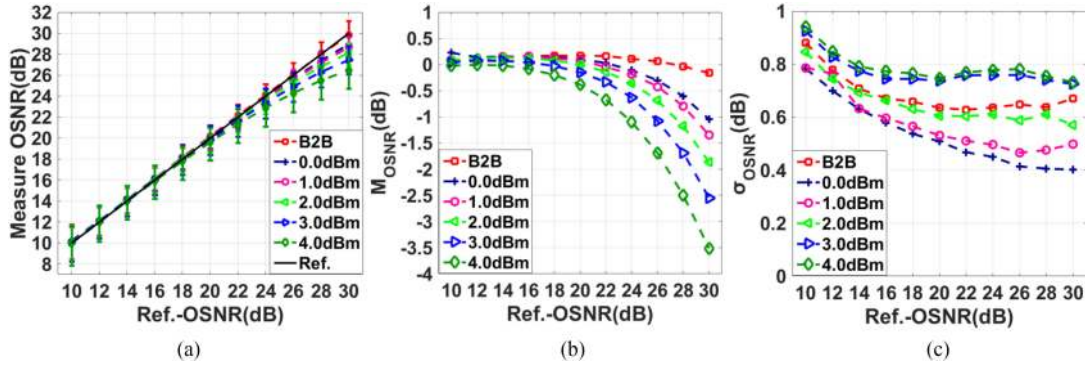 32
30
28
26
24
22
20
18
16
14
12
10
8
Measure OSNR(dB)
B2B
0.0dBm
1.0dBm
2.0dBm
3.0dBm
4.0dBm
Ref.
10 12 14 16 18 20 22 24 26 28 30
Ref.-OSNR(dB)
(a)
1
0.5
0
-0.5
-1
-1.5
-2
-2.5
-3
-3.5
-4
M_OSNR(dB)
B2B
0.0dBm
1.0dBm
2.0dBm
3.0dBm
4.0dBm
10 12 14 16 18 20 22 24 26 28 30
Ref.-OSNR(dB)
(b)
1
0.8
0.6
0.4
0.2
0
σ_OSNR(dB)
B2B
0.0dBm
1.0dBm
2.0dBm
3.0dBm
4.0dBm
10 12 14 16 18 20 22 24 26 28 30
Ref.-OSNR(dB)
(c)